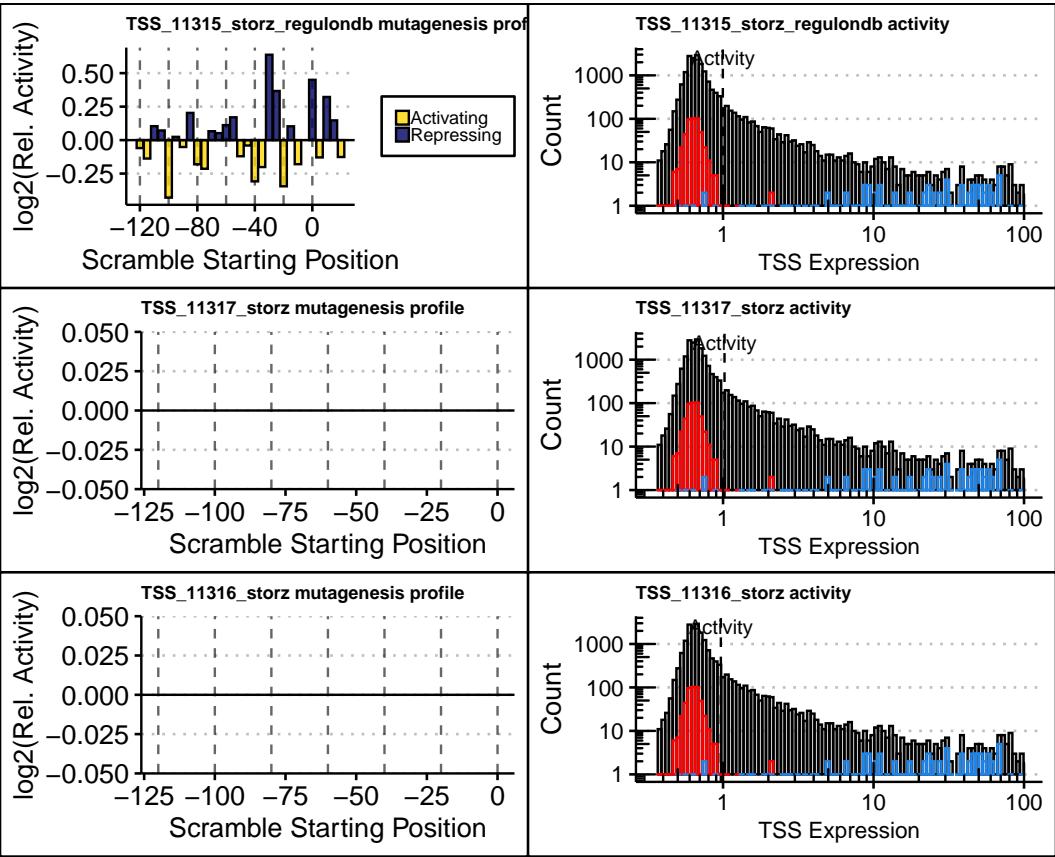 TSS_11315_storz_regulondb mutagenesis prof
log2(Rel. Activity)
0.50
0.25
0.00
−0.25
−120 −80 −40 0
Scramble Starting Position
Activating
Repressing
TSS_11315_storz_regulondb activity
Activity
Count
1000
100
10
1
1 10 100
TSS Expression
TSS_11317_storz mutagenesis profile
log2(Rel. Activity)
0.050
0.025
0.000
−0.025
−0.050
−125 −100 −75 −50 −25 0
Scramble Starting Position
TSS_11317_storz activity
Activity
Count
1000
100
10
1
1 10 100
TSS Expression
TSS_11316_storz mutagenesis profile
log2(Rel. Activity)
0.050
0.025
0.000
−0.025
−0.050
−125 −100 −75 −50 −25 0
Scramble Starting Position
TSS_11316_storz activity
Activity
Count
1000
100
10
1
1 10 100
TSS Expression